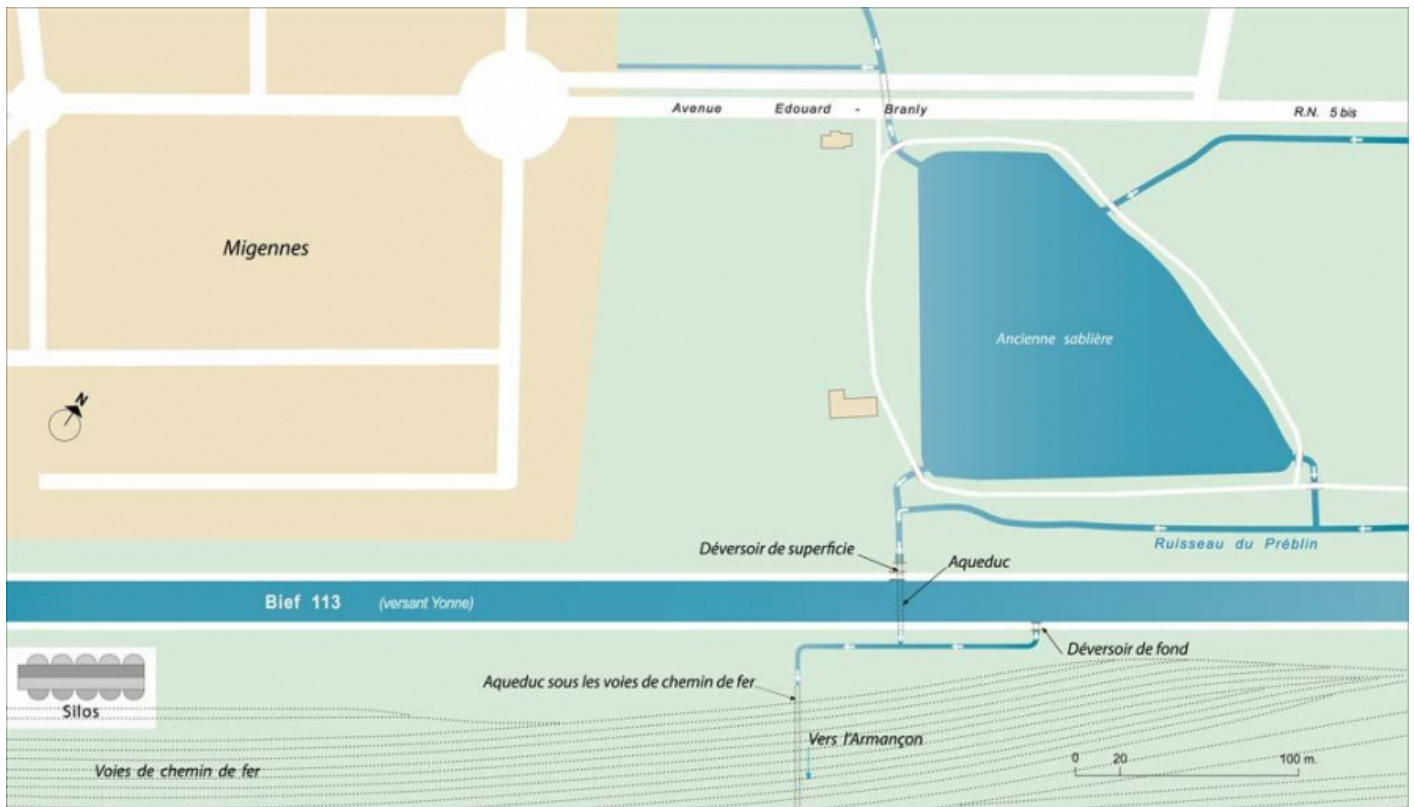 Avenue Edouard - Branly
R.N. 5 bis
Migennes
Ancienne sablière
N
Ruisseau du Préblin
Déversoir de superficie
Aqueduc
Bief 113 (versant Yonne)
Déversoir de fond
Aqueduc sous les voies de chemin de fer
Silos
Vers l'Armançon
Voies de chemin de fer
0 20 100 m.